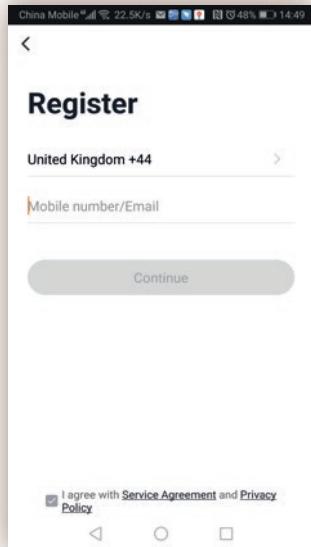 China Mobile 4G 22.5K/s 48% 14:49
Register
United Kingdom +44
Mobile number/Email
Continue
I agree with Service Agreement and Privacy
Policy